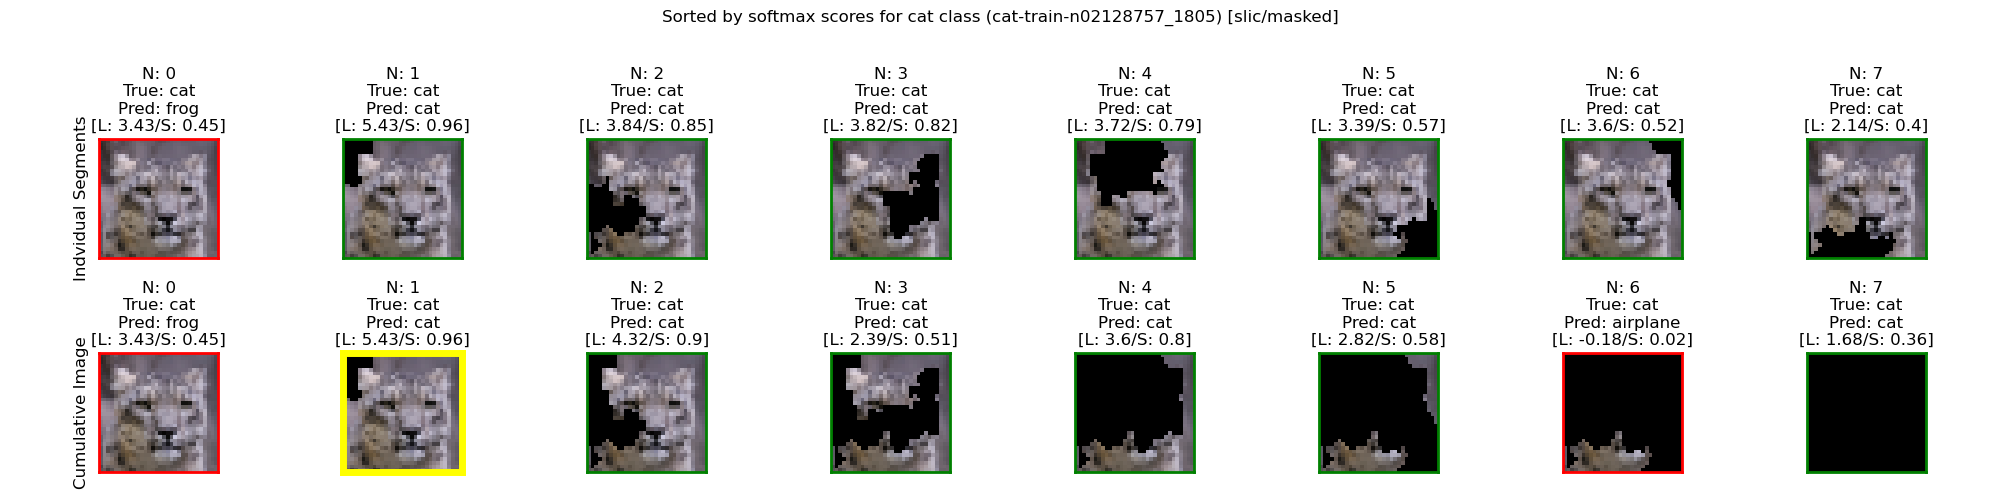 Sorted by softmax scores for cat class (cat-train-n02128757_1805) [slic/masked]
Indvidual Segments
N: 0
True: cat
Pred: frog
[L: 3.43/S: 0.45]
N: 1
True: cat
Pred: cat
[L: 5.43/S: 0.96]
N: 2
True: cat
Pred: cat
[L: 3.84/S: 0.85]
N: 3
True: cat
Pred: cat
[L: 3.82/S: 0.82]
N: 4
True: cat
Pred: cat
[L: 3.72/S: 0.79]
N: 5
True: cat
Pred: cat
[L: 3.39/S: 0.57]
N: 6
True: cat
Pred: cat
[L: 3.6/S: 0.52]
N: 7
True: cat
Pred: cat
[L: 2.14/S: 0.4]
Cumulative Image
N: 0
True: cat
Pred: frog
[L: 3.43/S: 0.45]
N: 1
True: cat
Pred: cat
[L: 5.43/S: 0.96]
N: 2
True: cat
Pred: cat
[L: 4.32/S: 0.9]
N: 3
True: cat
Pred: cat
[L: 2.39/S: 0.51]
N: 4
True: cat
Pred: cat
[L: 3.6/S: 0.8]
N: 5
True: cat
Pred: cat
[L: 2.82/S: 0.58]
N: 6
True: cat
Pred: airplane
[L: -0.18/S: 0.02]
N: 7
True: cat
Pred: cat
[L: 1.68/S: 0.36]